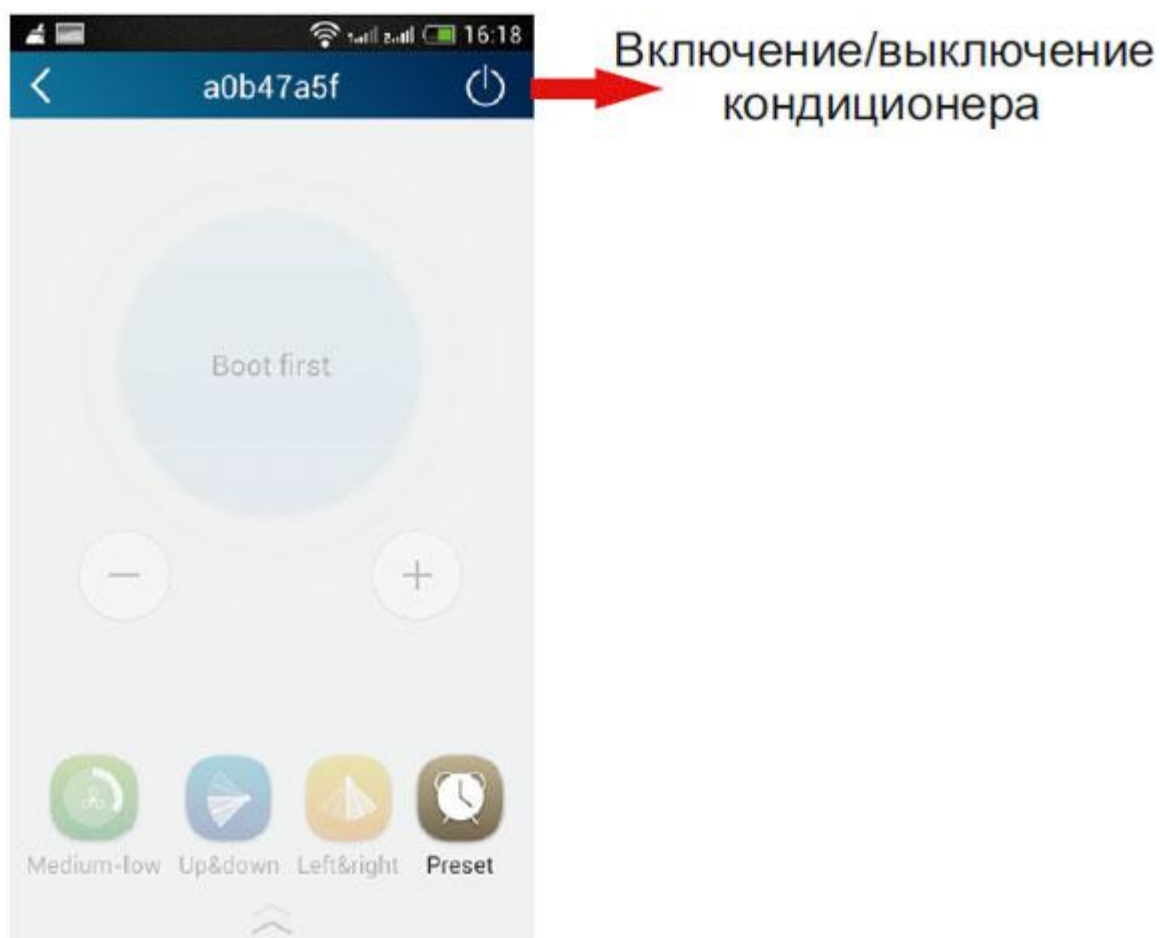 16:18
a0b47a5f
Включение/выключение
кондиционера
Boot first
Medium-low Up&down Left&right Preset